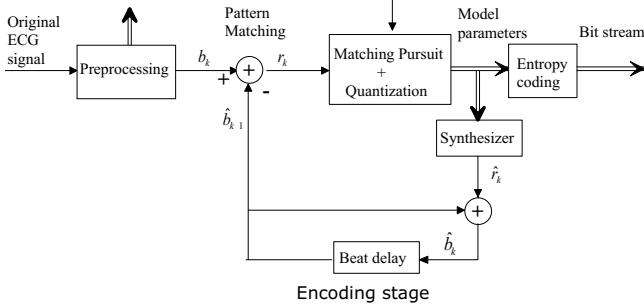 Original
ECG
signal
Preprocessing
b_k
+
Pattern
Matching
+
-
r_k
Matching Pursuit
+
Quantization
Model
parameters
Entropy
coding
Bit stream
b̂_{k 1}
Synthesizer
r̂_k
+
b̂_k
Beat delay
Encoding stage